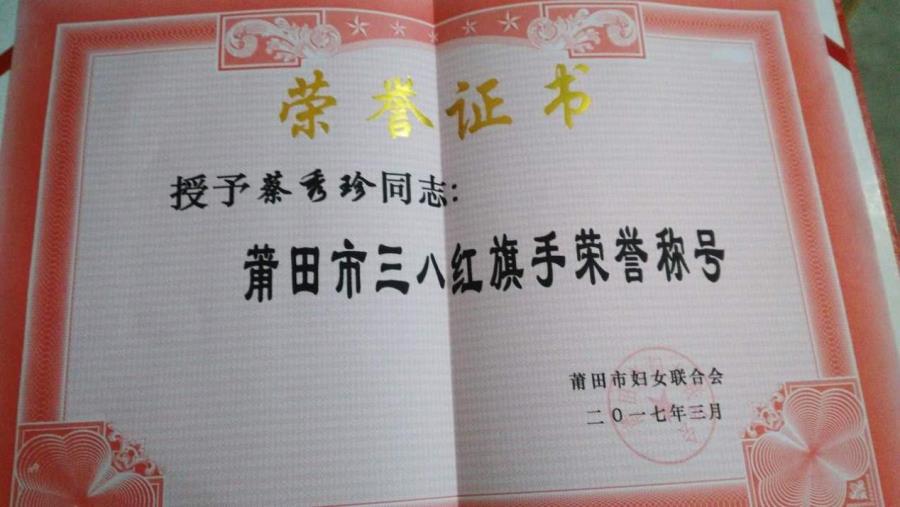 荣誉证书
授予蔡秀珍同志:
莆田市三八红旗手荣誉称号
莆田市妇女联合会
二〇一七年三月